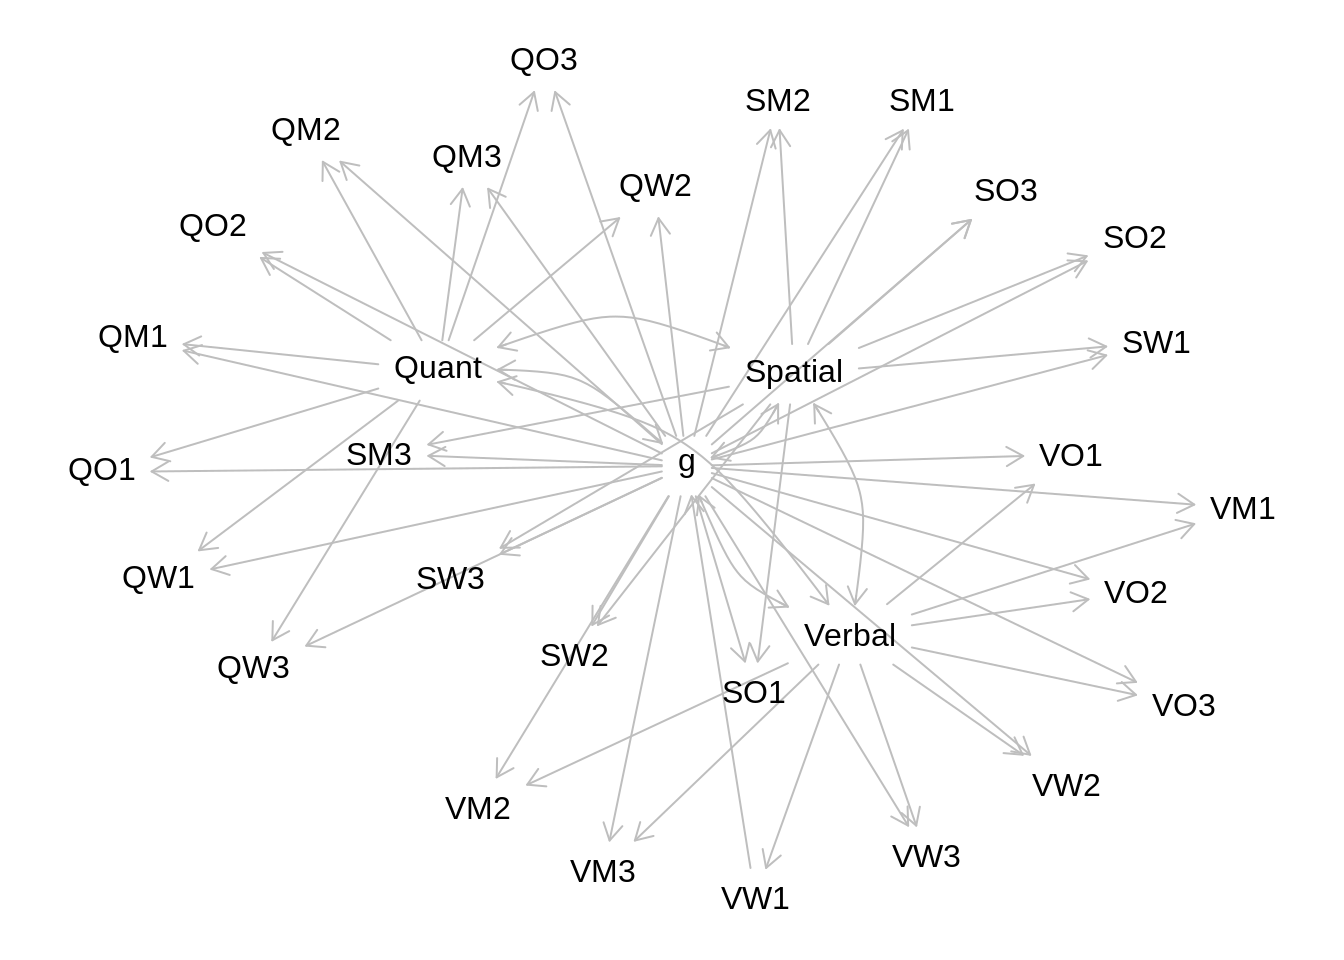 QO3
SM2
SM1
QM2
QM3
QW2
SO3
QO2
SO2
QM1
SW1
Quant
Spatial
SM3
g
VO1
QO1
VM1
QW1
SW3
VO2
Verbal
SW2
QW3
SO1
VO3
VW2
VM2
VW3
VM3
VW1